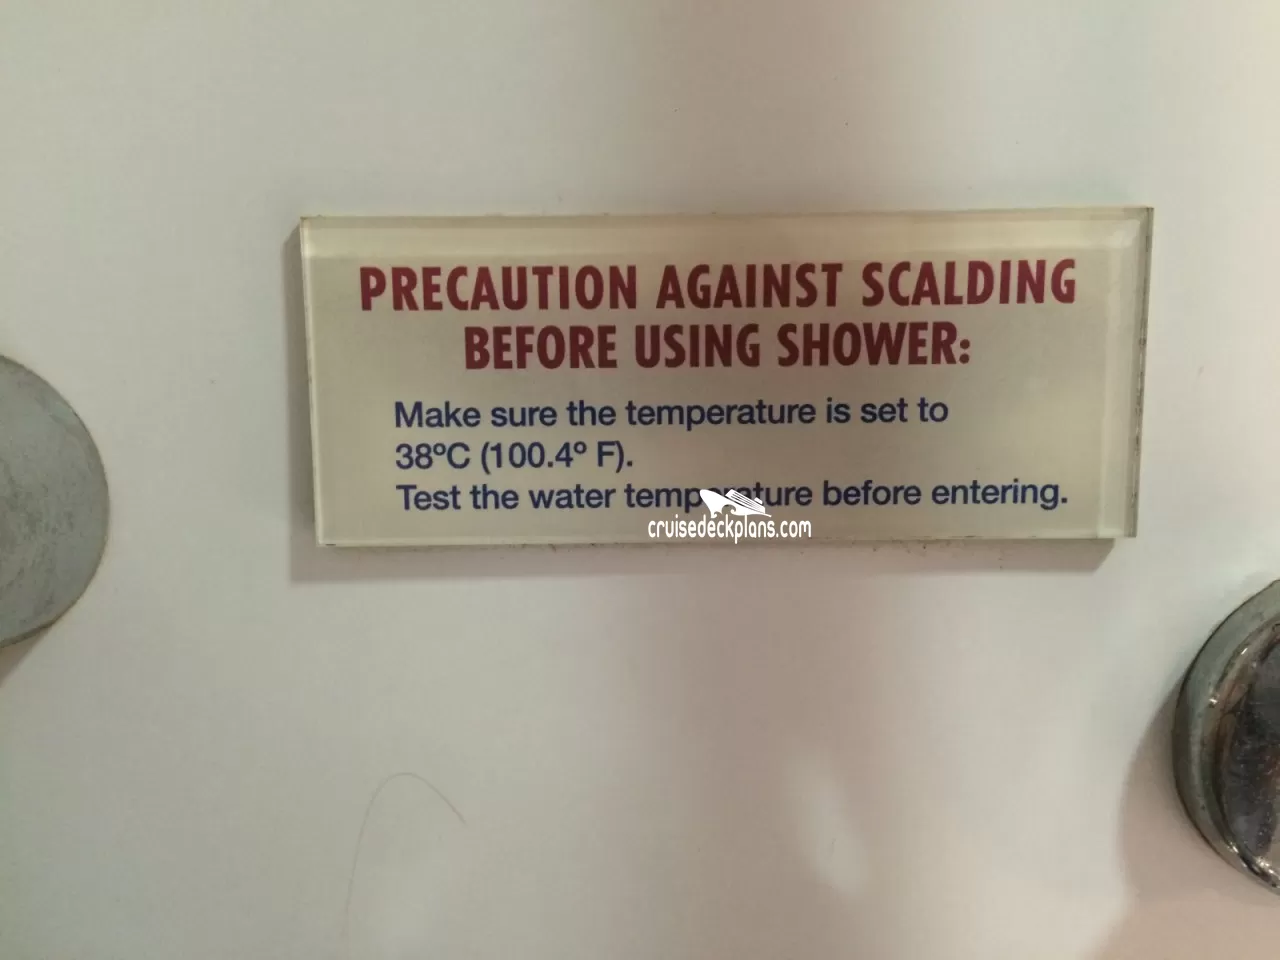 PRECAUTION AGAINST SCALDING
BEFORE USING SHOWER:
Make sure the temperature is set to
38ºC (100.4º F).
Test the water temperature before entering.
cruisedeckplans.com